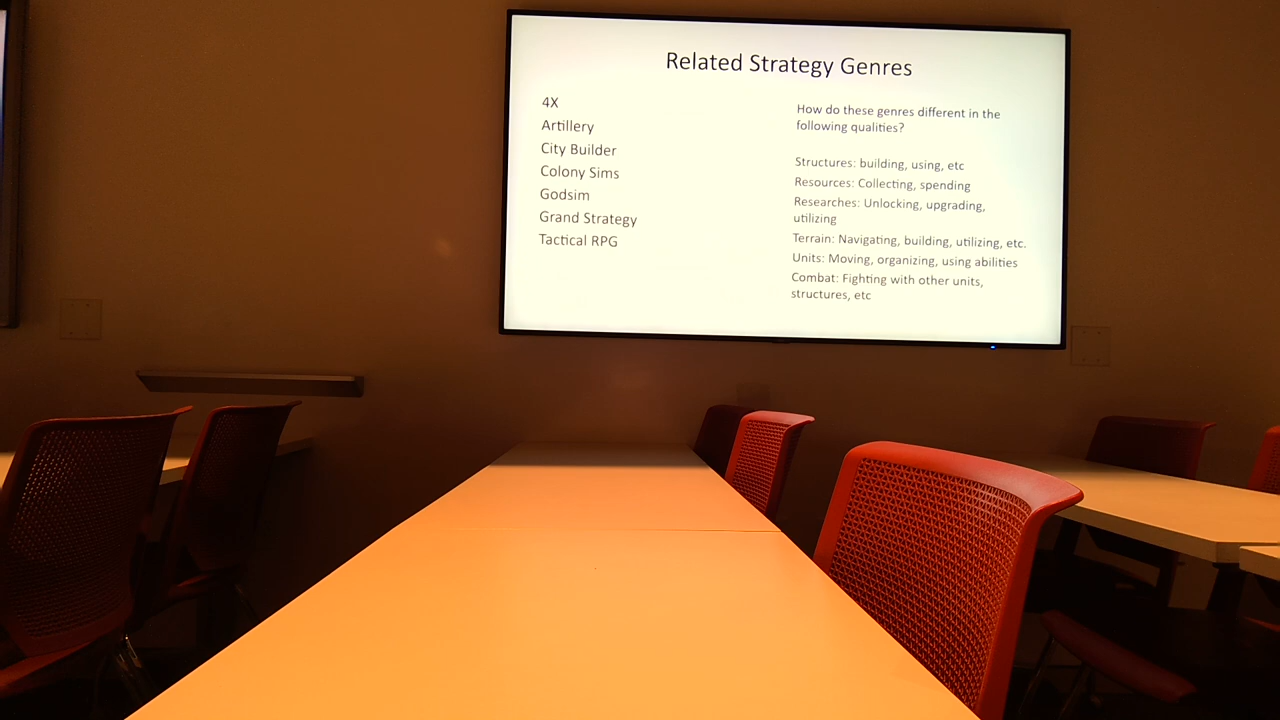 Related Strategy Genres
4X
Artillery
City Builder
Colony Sims
Godsim
Grand Strategy
Tactical RPG
How do these genres different in the
following qualities?
Structures: building, using, etc
Resources: Collecting, spending
Researches: Unlocking, upgrading,
utilizing
Terrain: Navigating, building, utilizing, etc.
Units: Moving, organizing, using abilities
Combat: Fighting with other units,
structures, etc